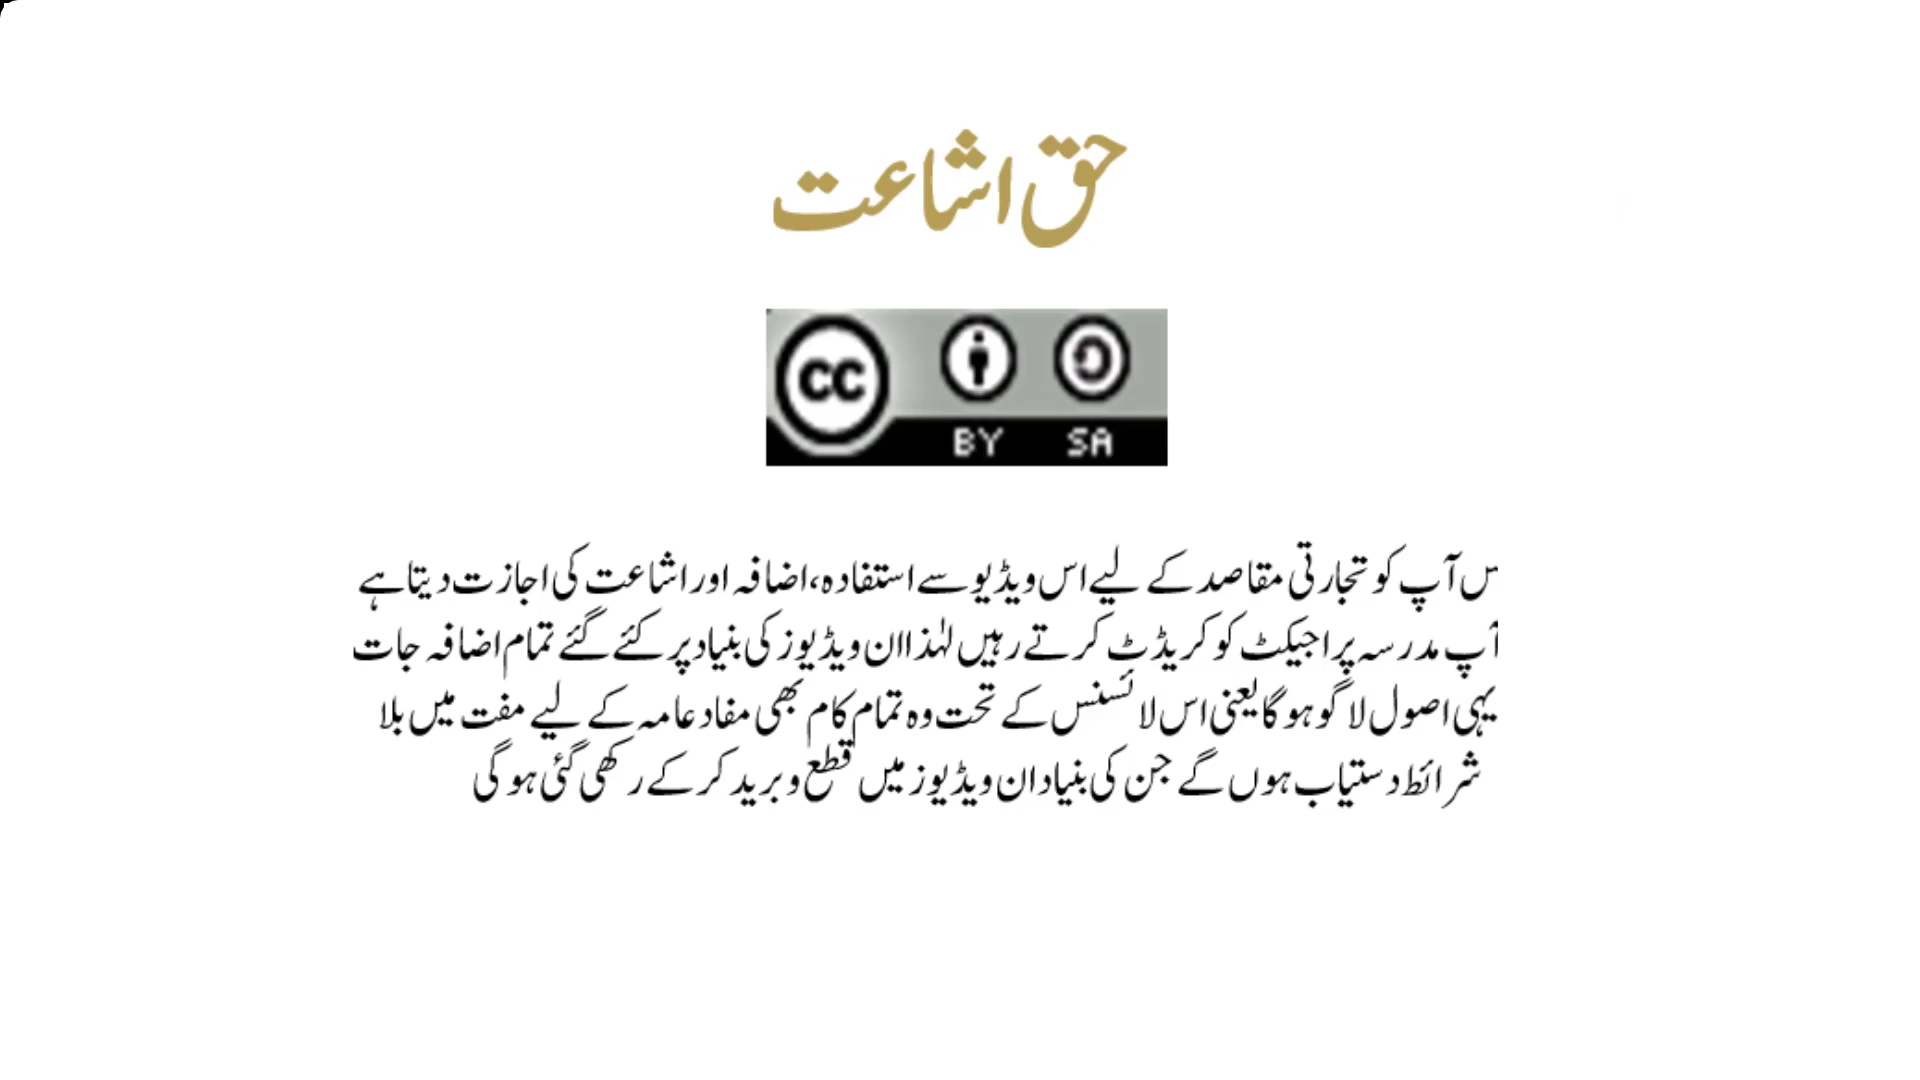 حق اشاعت
cc
BY SA
آپ کو تجارتی مقاصد کے لیے اس ویڈیو سے استفادہ، اضافہ اور اشاعت کی اجازت دیتا ہے
آپ مدرسہ پراجیکٹ کو کریڈٹ کرتے رہیں لہٰذا ان ویڈیوز کی بنیاد پر کئے گئے تمام اضافہ جات
یہی اصول لاگو ہو گا یعنی اس لائسنس کے تحت وہ تمام کام بھی مفاد عامہ کے لیے مفت میں بلا
شرائط دستیاب ہوں گے جن کی بنیاد ان ویڈیوز میں قطع و برید کر کے رکھی گئی ہو گی